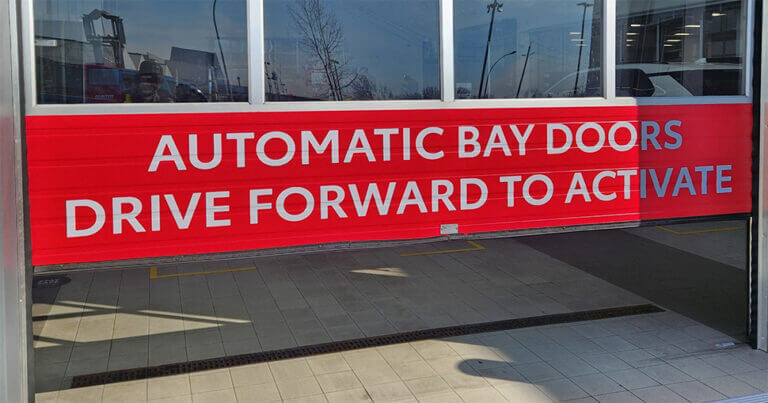 AUTOMATIC BAY DOORS
DRIVE FORWARD TO ACTIVATE